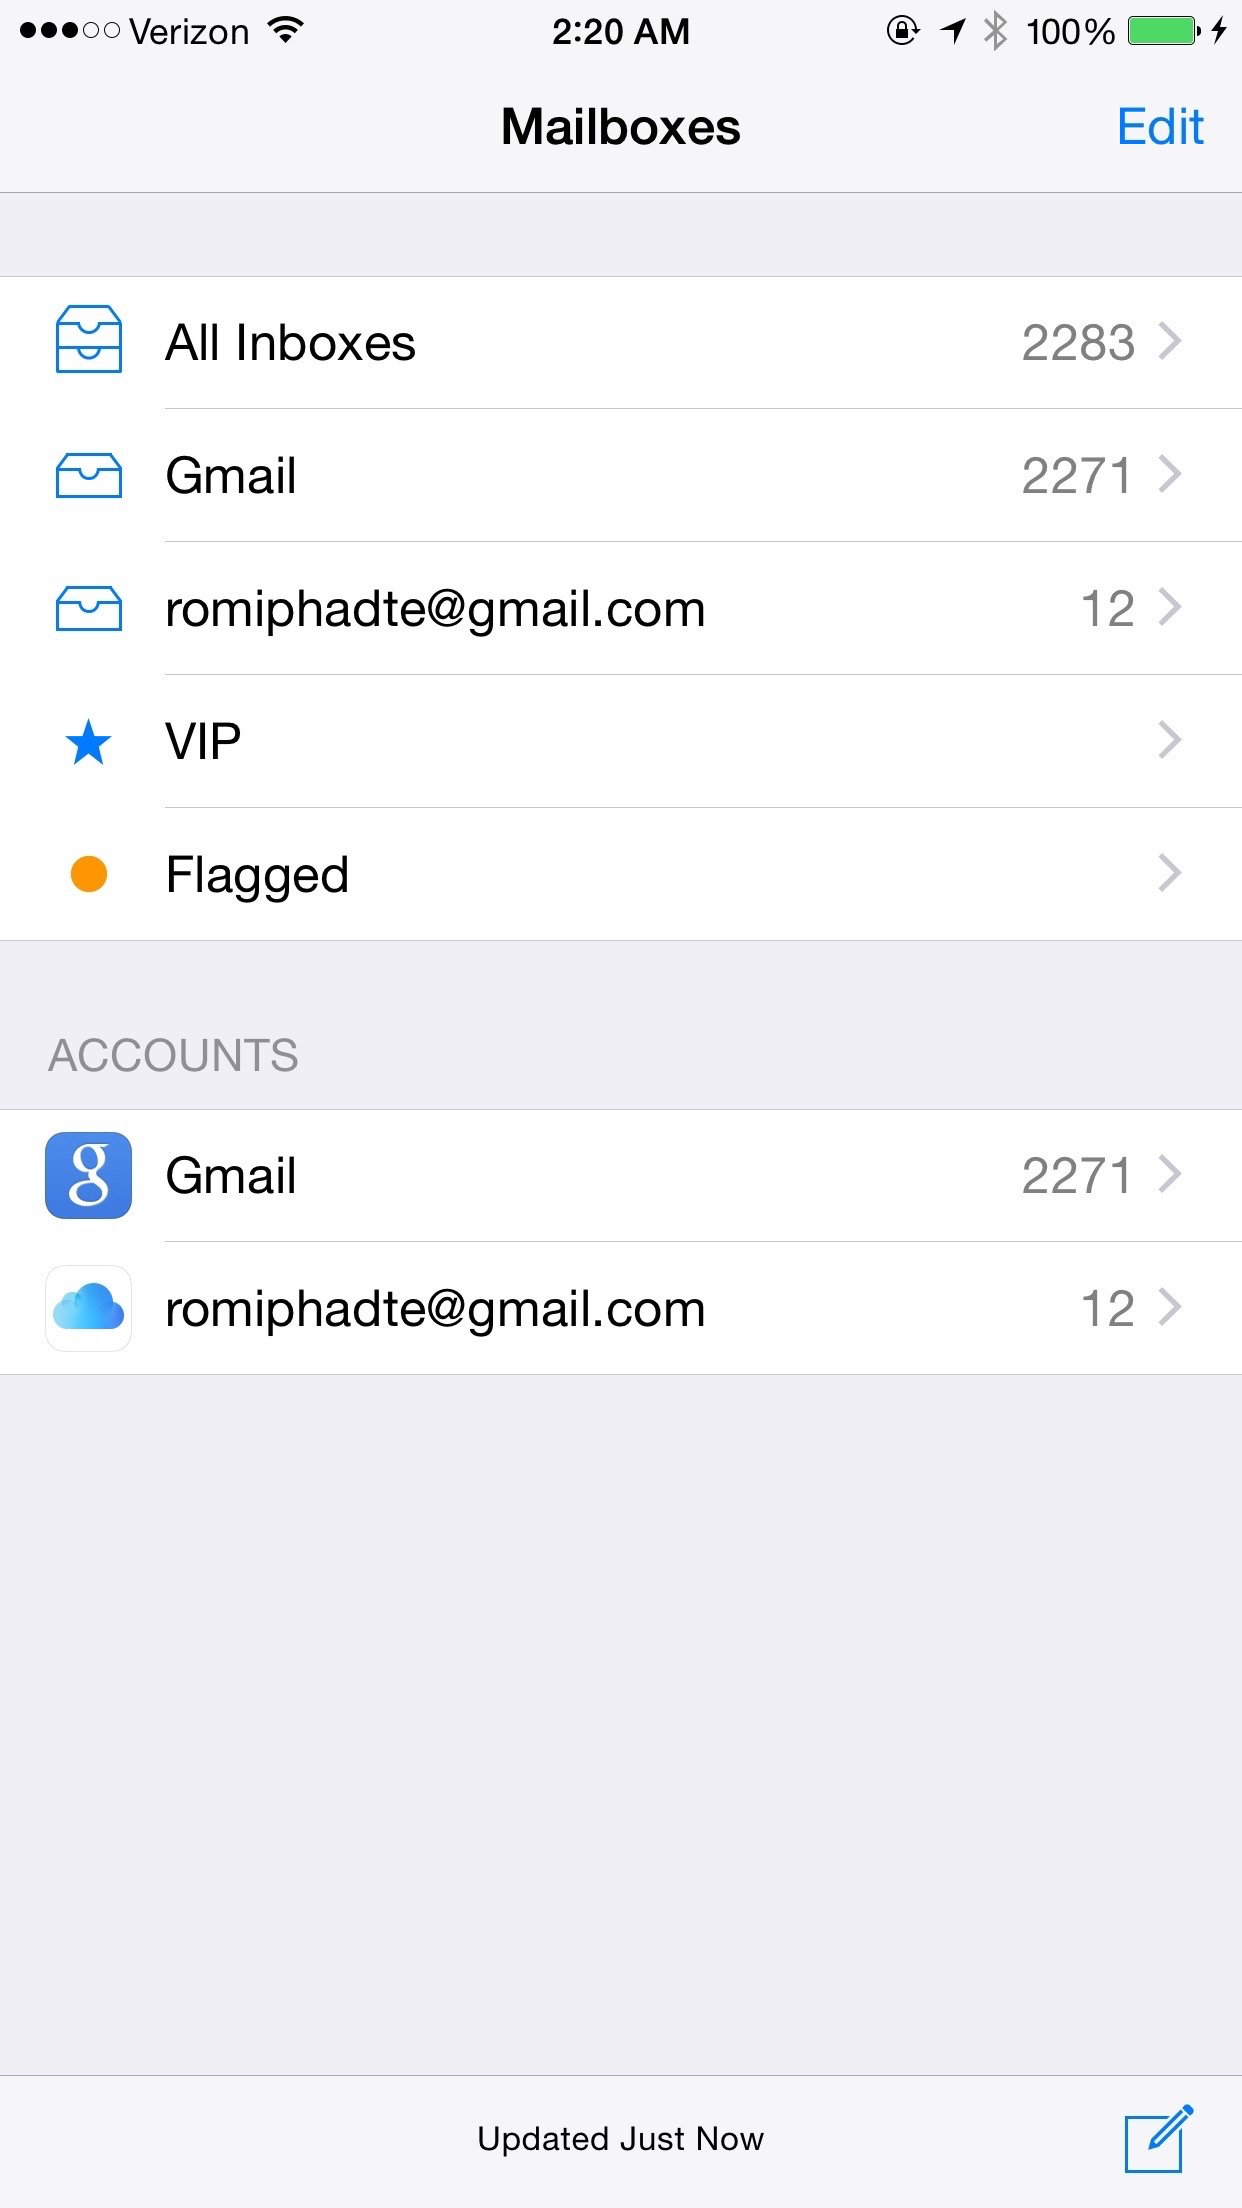 Verizon 2:20 AM 100%
Mailboxes Edit
All Inboxes 2283
Gmail 2271
romiphadte@gmail.com 12
VIP
Flagged
ACCOUNTS
g Gmail 2271
romiphadte@gmail.com 12
Updated Just Now